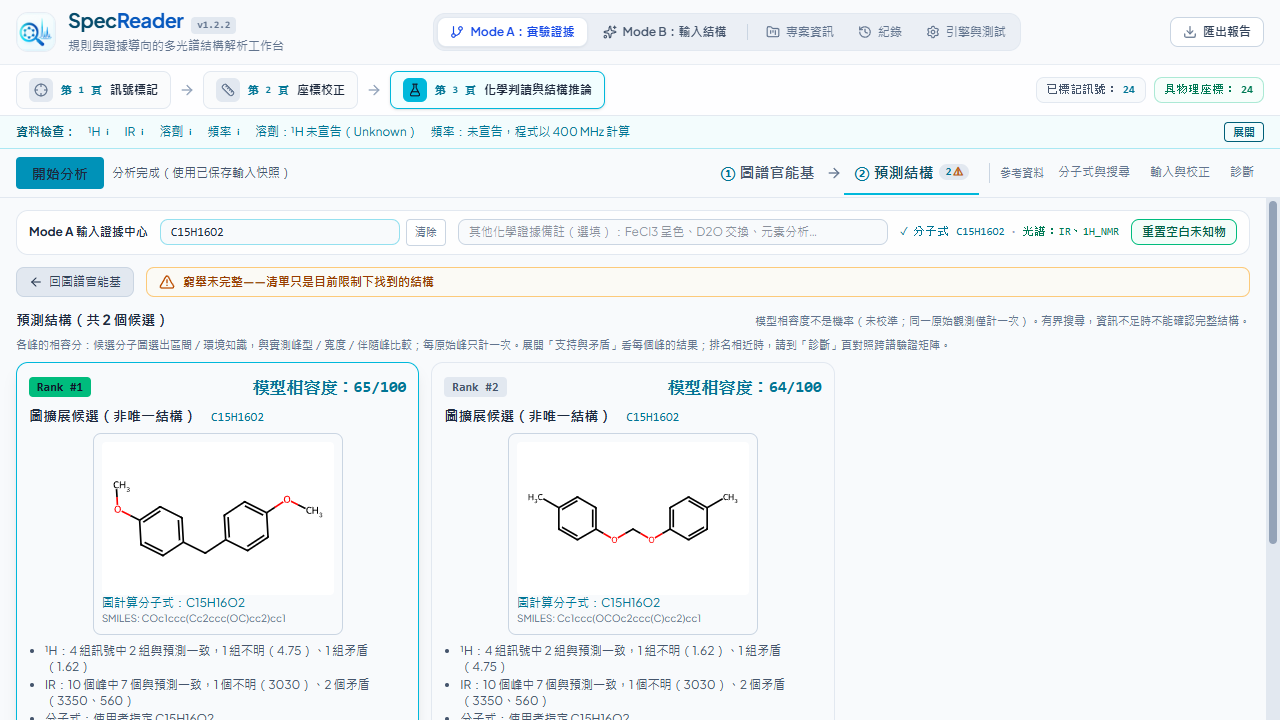 SpecReader v1.2.2
規則與證據導向的多光譜結構解析工作台
Mode A：實驗證據
Mode B：輸入結構
專案資訊
紀錄
引擎與測試
匯出報告
第 1 頁 訊號標記
第 2 頁 座標校正
第 3 頁 化學判讀與結構推論
已標記訊號： 24
具物理座標： 24
資料檢查： ¹H i IR i 溶劑 i 頻率 i 溶劑：¹H 未宣告（Unknown） 頻率：未宣告，程式以 400 MHz 計算
展開
開始分析
分析完成（使用已保存輸入快照）
① 圖譜官能基
② 預測結構 2
參考資料
分子式與搜尋
輸入與校正
診斷
Mode A 輸入證據中心
C15H16O2
清除
其他化學證據備註（選填）：FeCl3 呈色、D2O 交換、元素分析…
✓ 分子式 C15H16O2 · 光譜：IR、1H_NMR
重置空白未知物
← 回圖譜官能基
窮舉未完整——清單只是目前限制下找到的結構
預測結構（共 2 個候選）
模型相容度不是機率（未校準；同一原始觀測僅計一次）。有界搜尋，資訊不足時不能確認完整結構。
各峰的相容分：候選分子圖選出區間 / 環境知識，與實測峰型 / 寬度 / 伴隨峰比較；每原始峰只計一次。展開「支持與矛盾」看每個峰的結果；排名相近時，請到「診斷」頁對照跨譜驗證矩陣。
Rank #1
模型相容度：65/100
圖擴展候選（非唯一結構） C15H16O2
CH3
O
O
CH3
圖計算分子式：C15H16O2
SMILES: COc1ccc(Cc2ccc(OC)cc2)cc1
¹H：4 組訊號中 2 組與預測一致，1 組不明（4.75）、1 組矛盾
（1.62）
IR：10 個峰中 7 個與預測一致，1 個不明（3030）、2 個矛盾
（3350、560）
分子式：使用者指定 C15H16O2
Rank #2
模型相容度：64/100
圖擴展候選（非唯一結構） C15H16O2
H3C
CH3
O
O
圖計算分子式：C15H16O2
SMILES: Cc1ccc(OCOc2ccc(C)cc2)cc1
¹H：4 組訊號中 2 組與預測一致，1 組不明（1.62）、1 組矛盾
（4.75）
IR：10 個峰中 7 個與預測一致，1 個不明（3030）、2 個矛盾
（3350、560）
分子式：使用者指定 C15H16O2